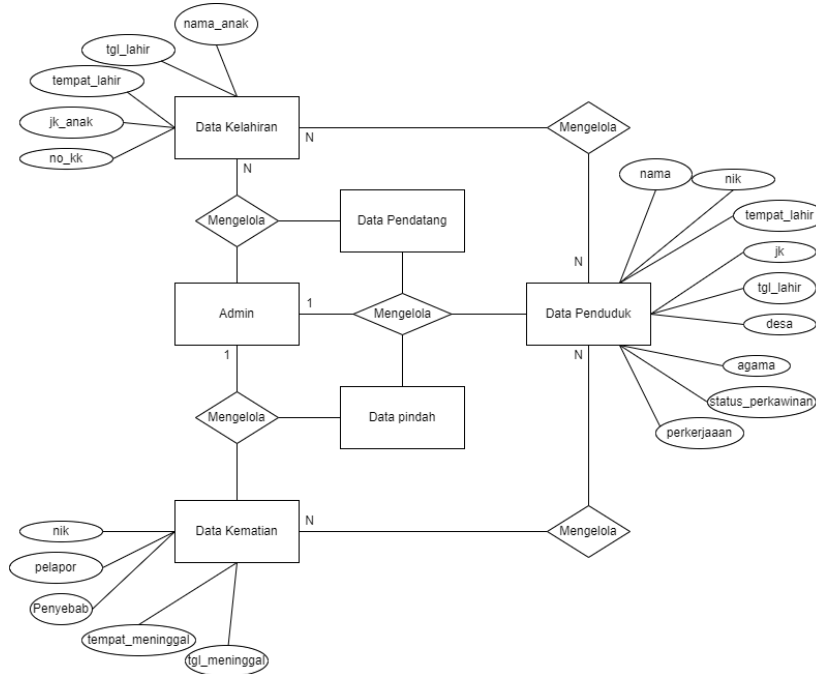 nama_anak
tgl_lahir
tempat_lahir
jk_anak
no_kk
Data Kelahiran
N
N
Mengelola
nama
nik
tempat_lahir
jk
tgl_lahir
desa
agama
status_perkawinan
perkerjaaan
Mengelola
Data Pendatang
N
Admin
1
Mengelola
Data Penduduk
1
N
Mengelola
Data pindah
Data Kematian
N
Mengelola
nik
pelapor
Penyebab
tempat_meninggal
tgl_meninggal